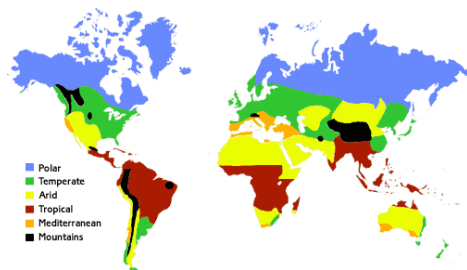 Polar
Temperate
Arid
Tropical
Mediterranean
Mountains